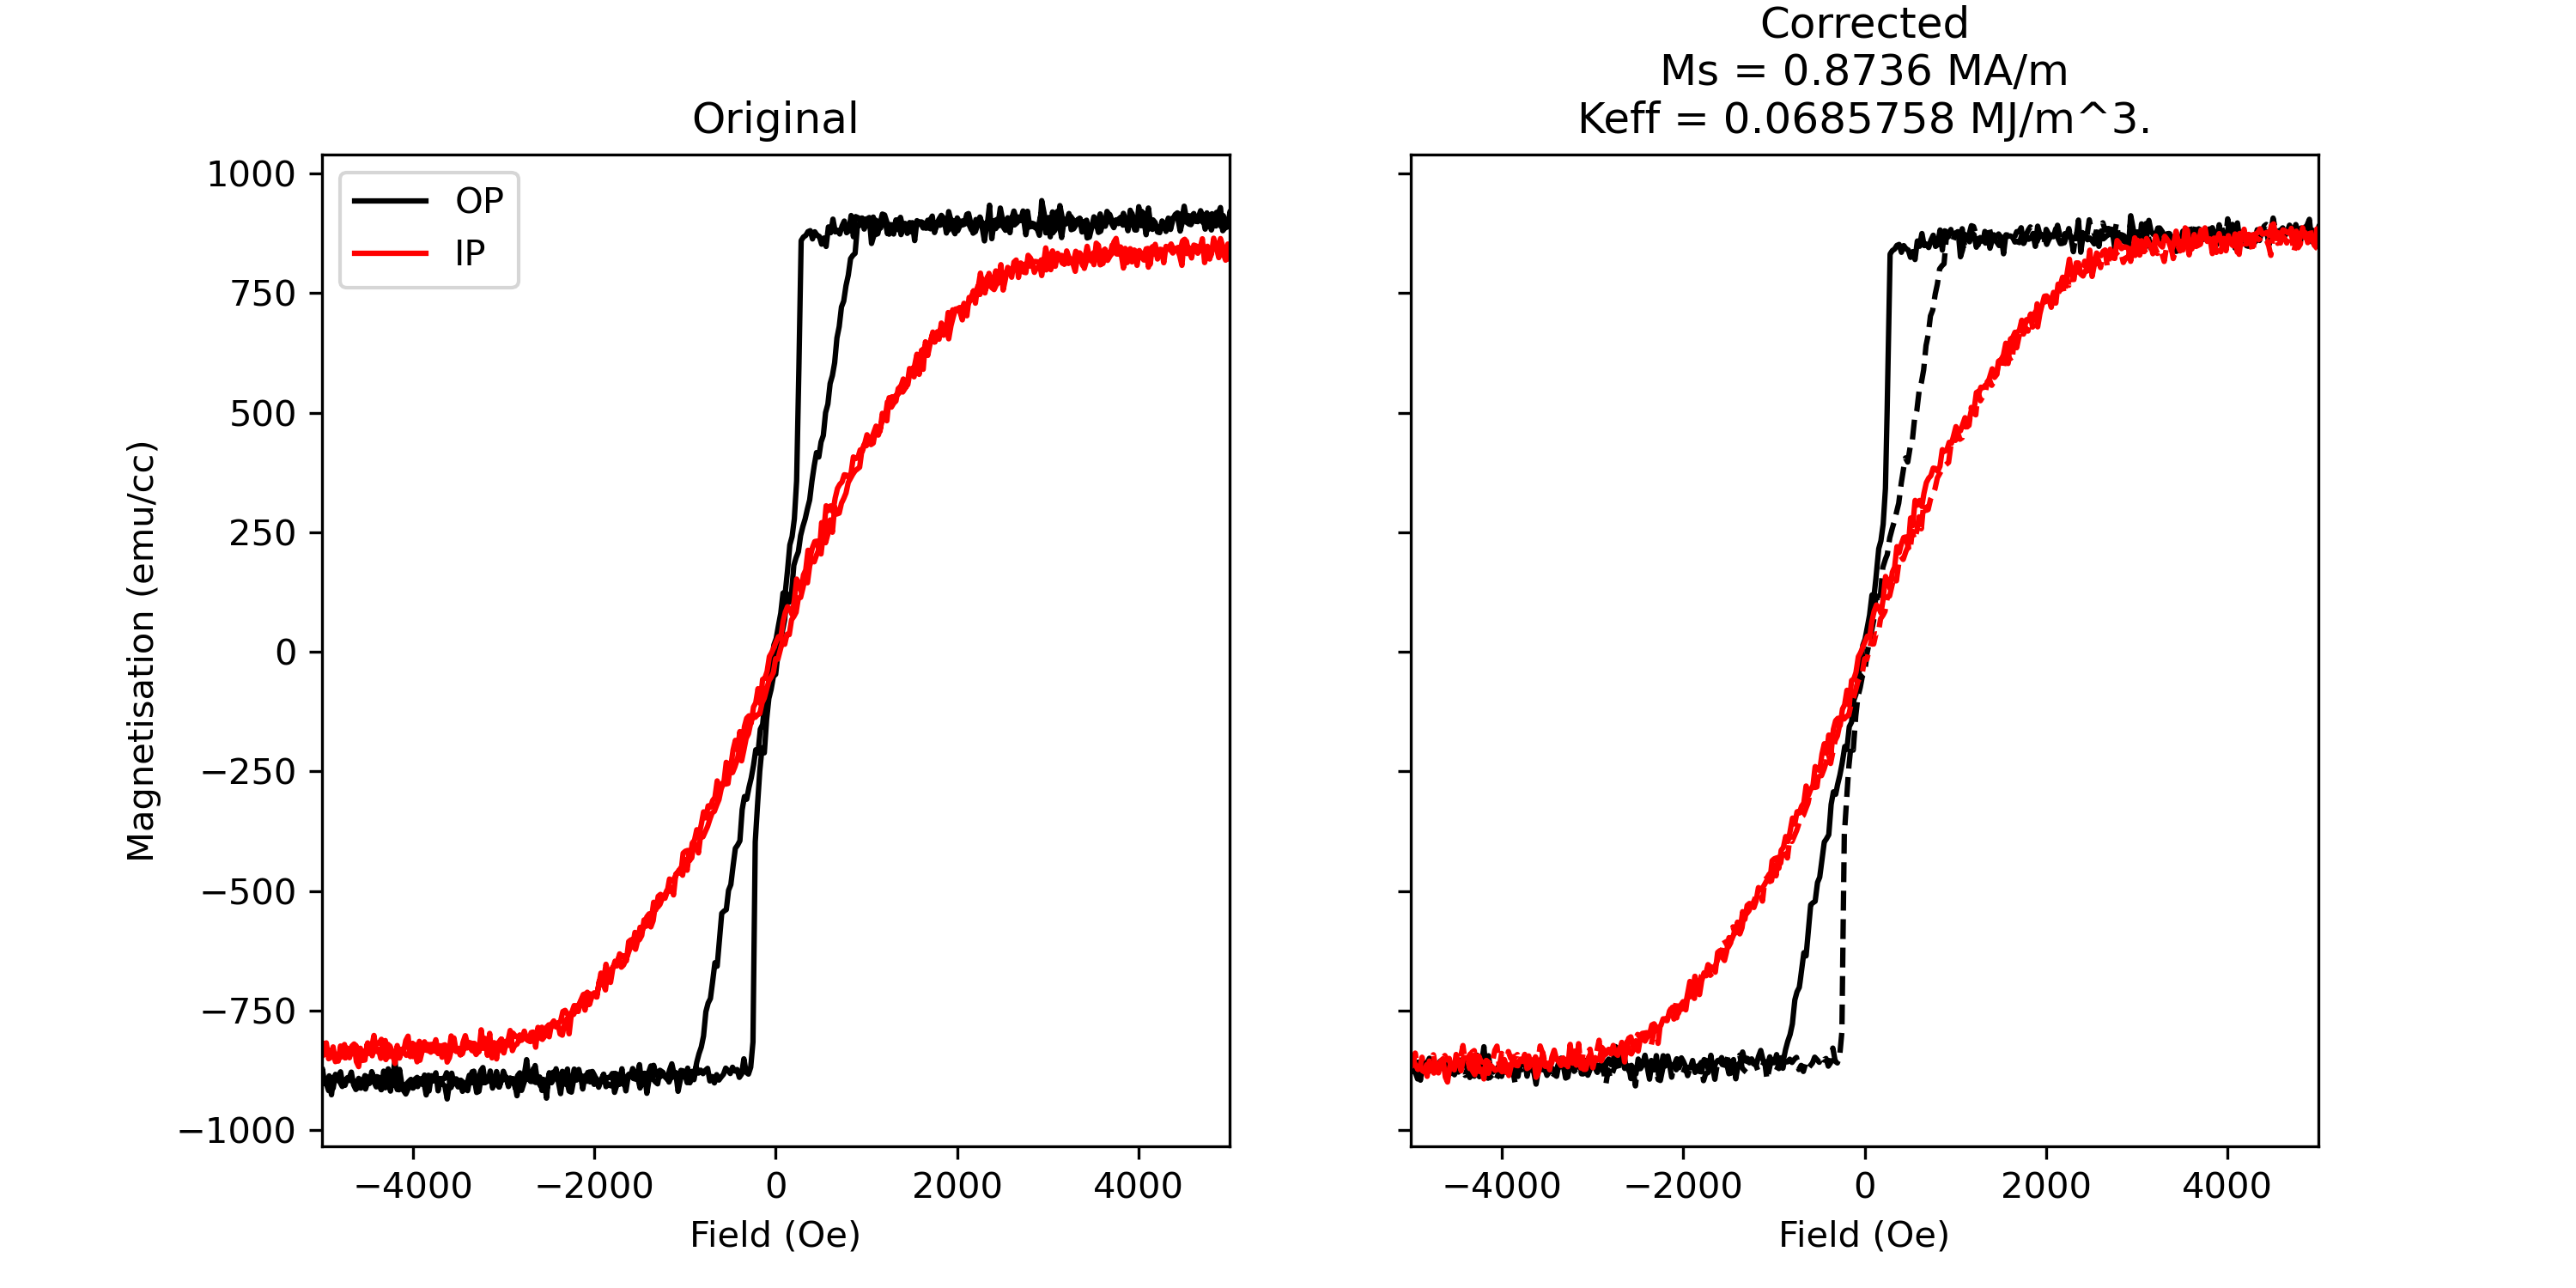 Original
OP
IP
1000
750
500
250
0
−250
−500
−750
−1000
Magnetisation (emu/cc)
−4000 −2000 0 2000 4000
Field (Oe)
Corrected
Ms = 0.8736 MA/m
Keff = 0.0685758 MJ/m^3.
−4000 −2000 0 2000 4000
Field (Oe)